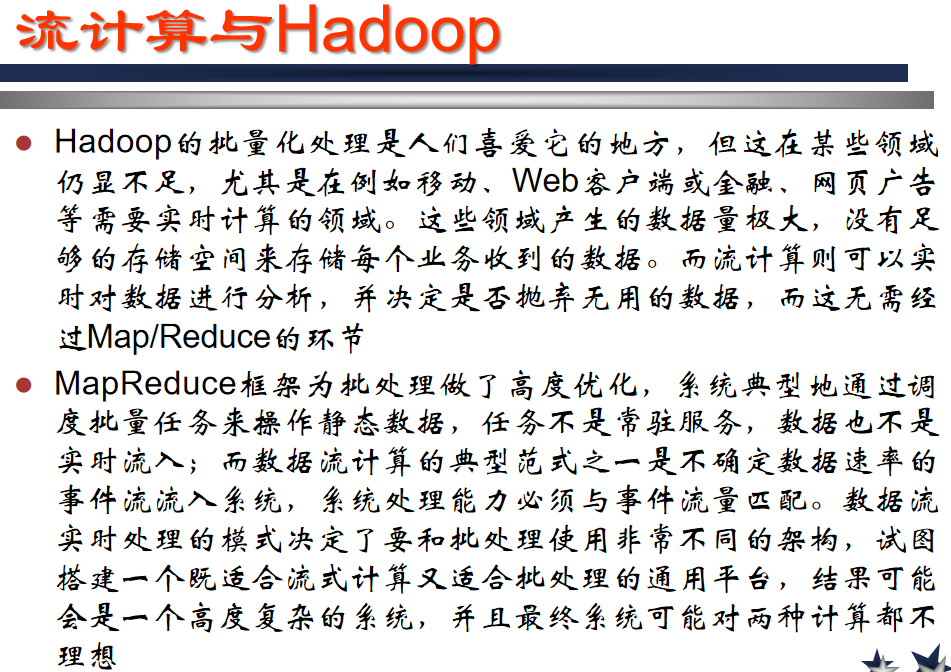 流计算与Hadoop
Hadoop的批量化处理是人们喜爱它的地方，但这在某些领域
仍显不足，尤其是在例如移动、Web客户端或金融、网页广告
等需要实时计算的领域。这些领域产生的数据量极大，没有足
够的存储空间来存储每个业务收到的数据。而流计算则可以实
时对数据进行分析，并决定是否抛弃无用的数据，而这无需经
过Map/Reduce的环节
MapReduce框架为批处理做了高度优化，系统典型地通过调
度批量任务来操作静态数据，任务不是常驻服务，数据也不是
实时流入；而数据流计算的典型范式之一是不确定数据速率的
事件流流入系统，系统处理能力必须与事件流量匹配。数据流
实时处理的模式决定了要和批处理使用非常不同的架构，试图
搭建一个既适合流式计算又适合批处理的通用平台，结果可能
会是一个高度复杂的系统，并且最终系统可能对两种计算都不
理想